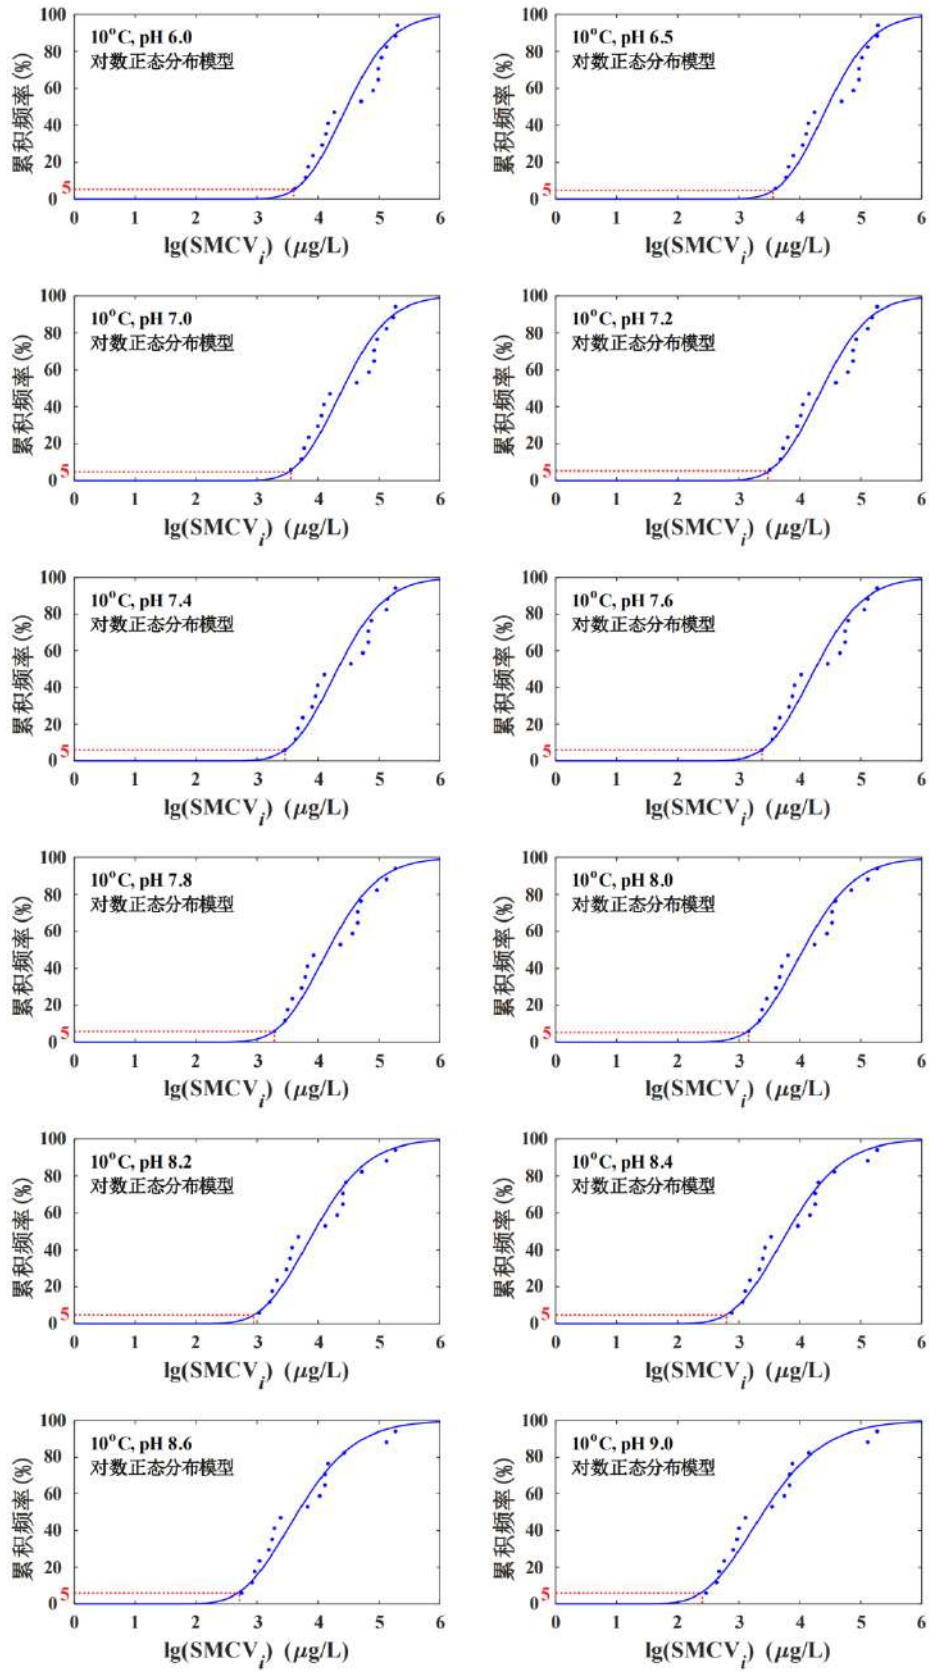 100
80
60
40
20
5
0
累积频率(%)
10°C, pH 6.0
对数正态分布模型
0 1 2 3 4 5 6
lg(SMCVi) (μg/L)
100
80
60
40
20
5
0
累积频率(%)
10°C, pH 6.5
对数正态分布模型
0 1 2 3 4 5 6
lg(SMCVi) (μg/L)
100
80
60
40
20
5
0
累积频率(%)
10°C, pH 7.0
对数正态分布模型
0 1 2 3 4 5 6
lg(SMCVi) (μg/L)
100
80
60
40
20
5
0
累积频率(%)
10°C, pH 7.2
对数正态分布模型
0 1 2 3 4 5 6
lg(SMCVi) (μg/L)
100
80
60
40
20
5
0
累积频率(%)
10°C, pH 7.4
对数正态分布模型
0 1 2 3 4 5 6
lg(SMCVi) (μg/L)
100
80
60
40
20
5
0
累积频率(%)
10°C, pH 7.6
对数正态分布模型
0 1 2 3 4 5 6
lg(SMCVi) (μg/L)
100
80
60
40
20
5
0
累积频率(%)
10°C, pH 7.8
对数正态分布模型
0 1 2 3 4 5 6
lg(SMCVi) (μg/L)
100
80
60
40
20
5
0
累积频率(%)
10°C, pH 8.0
对数正态分布模型
0 1 2 3 4 5 6
lg(SMCVi) (μg/L)
100
80
60
40
20
5
0
累积频率(%)
10°C, pH 8.2
对数正态分布模型
0 1 2 3 4 5 6
lg(SMCVi) (μg/L)
100
80
60
40
20
5
0
累积频率(%)
10°C, pH 8.4
对数正态分布模型
0 1 2 3 4 5 6
lg(SMCVi) (μg/L)
100
80
60
40
20
5
0
累积频率(%)
10°C, pH 8.6
对数正态分布模型
0 1 2 3 4 5 6
lg(SMCVi) (μg/L)
100
80
60
40
20
5
0
累积频率(%)
10°C, pH 9.0
对数正态分布模型
0 1 2 3 4 5 6
lg(SMCVi) (μg/L)